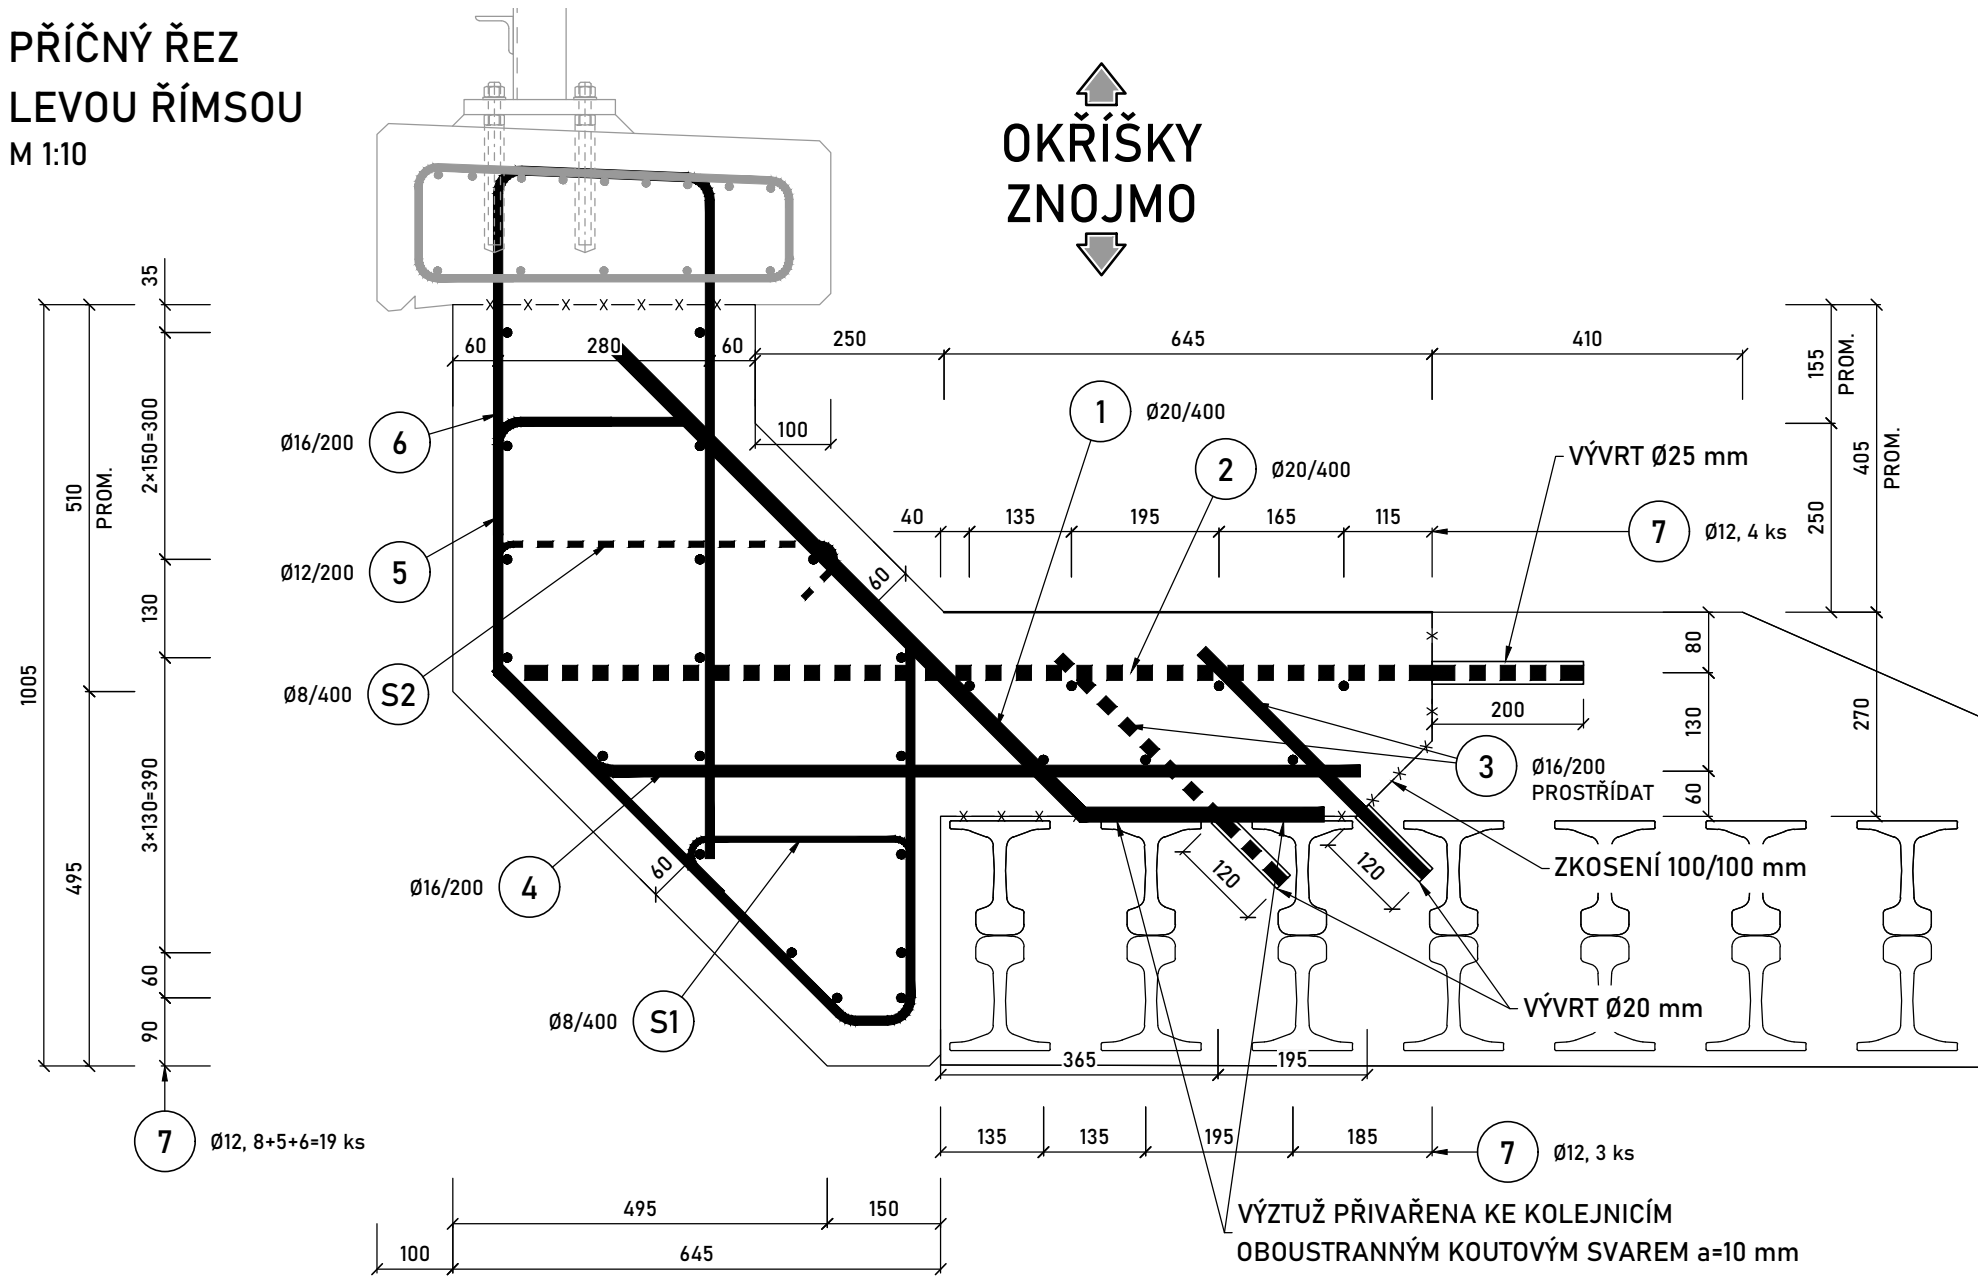 PŘÍČNÝ ŘEZ
LEVOU ŘÍMSOU
M 1:10
OKŘÍŠKY
ZNOJMO
35
2×150=300
130
3×130=390
60
90
510
PROM.
495
1005
60
280
60
250
645
410
100
155
PROM.
405
PROM.
250
270
1
Ø20/400
2
Ø20/400
VÝVRT Ø25 mm
40
135
195
165
115
7
Ø12, 4 ks
6
Ø16/200
5
Ø12/200
S2
Ø8/400
60
80
130
60
200
3
Ø16/200
PROSTŘÍDAT
4
Ø16/200
60
120
120
ZKOSENÍ 100/100 mm
VÝVRT Ø20 mm
S1
Ø8/400
365
195
7
Ø12, 8+5+6=19 ks
135
135
195
185
7
Ø12, 3 ks
495
150
100
645
VÝZTUŽ PŘIVAŘENA KE KOLEJNICÍM
OBOUSTRANNÝM KOUTOVÝM SVAREM a=10 mm